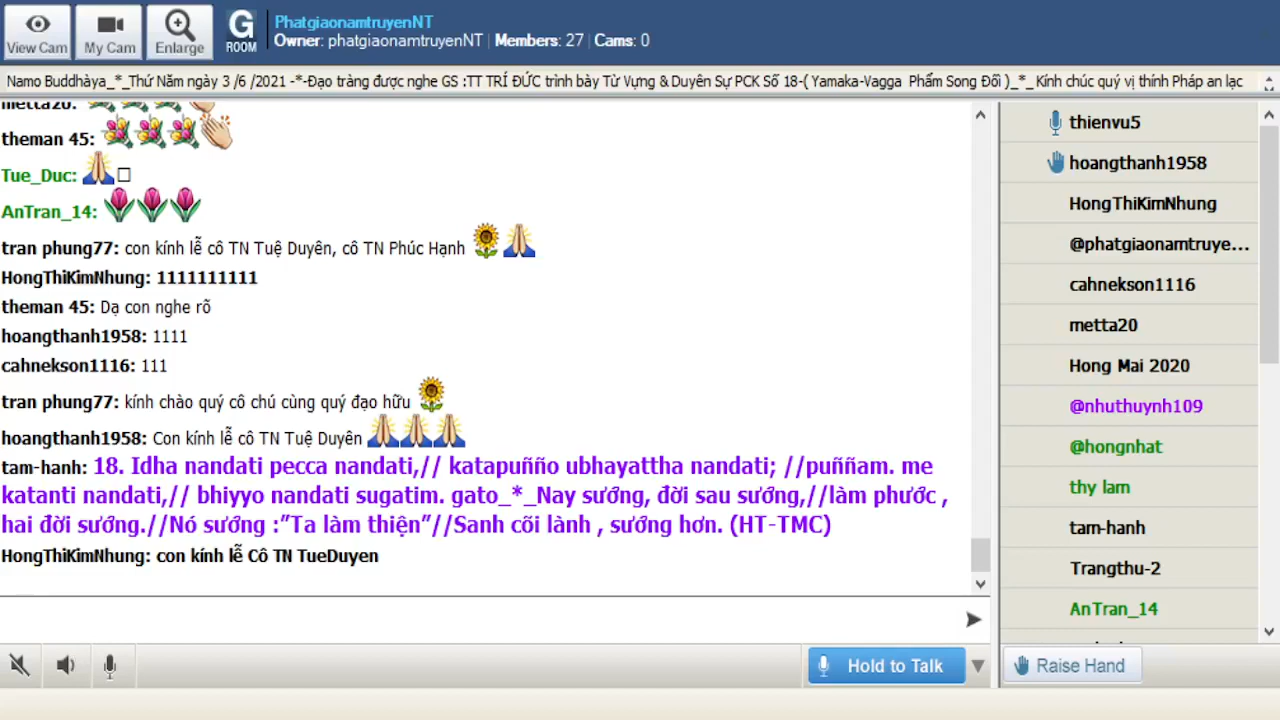 View Cam
My Cam
Enlarge
G
ROOM
PhatgiaonamtruyenNT
Owner: phatgiaonamtruyenNT | Members: 27 | Cams: 0
Namo Buddhàya_*_Thứ Năm ngày 3 /6 /2021 -*-Đạo tràng được nghe GS :TT TRÍ ĐỨC trình bày Từ Vựng & Duyên Sự PCK Số 18-( Yamaka-Vagga Phẩm Song Đối )_*_Kính chúc quý vị thính Pháp an lạc
metta20:
theman 45:
Tue_Duc:
AnTran_14:
tran phung77: con kính lễ cô TN Tuệ Duyên, cô TN Phúc Hạnh
HongThiKimNhung: 1111111111
theman 45: Dạ con nghe rõ
hoangthanh1958: 1111
cahnekson1116: 111
tran phung77: kính chào quý cô chú cùng quý đạo hữu
hoangthanh1958: Con kính lễ cô TN Tuệ Duyên
tam-hanh: 18. Idha nandati pecca nandati,// katapuñño ubhayattha nandati; //puññam. me
katanti nandati,// bhiyyo nandati sugatim. gato_*_Nay sướng, đời sau sướng,//làm phước ,
hai đời sướng.//Nó sướng :”Ta làm thiện”//Sanh cõi lành , sướng hơn. (HT-TMC)
HongThiKimNhung: con kính lễ Cô TN TueDuyen
Hold to Talk
thienvu5
hoangthanh1958
HongThiKimNhung
@phatgiaonamtruye...
cahnekson1116
metta20
Hong Mai 2020
@nhuthuynh109
@hongnhat
thy lam
tam-hanh
Trangthu-2
AnTran_14
Raise Hand